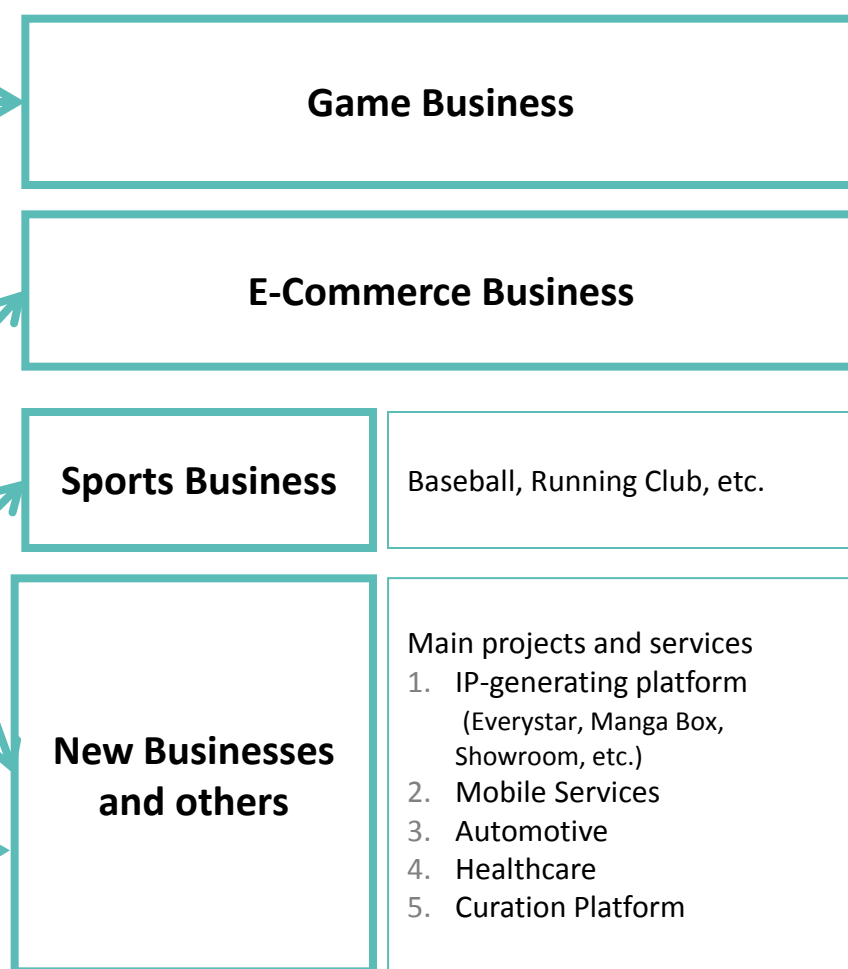 Game Business
E-Commerce Business
Sports Business
Baseball, Running Club, etc.
New Businesses
and others
Main projects and services
1. IP-generating platform
(Everystar, Manga Box,
Showroom, etc.)
2. Mobile Services
3. Automotive
4. Healthcare
5. Curation Platform